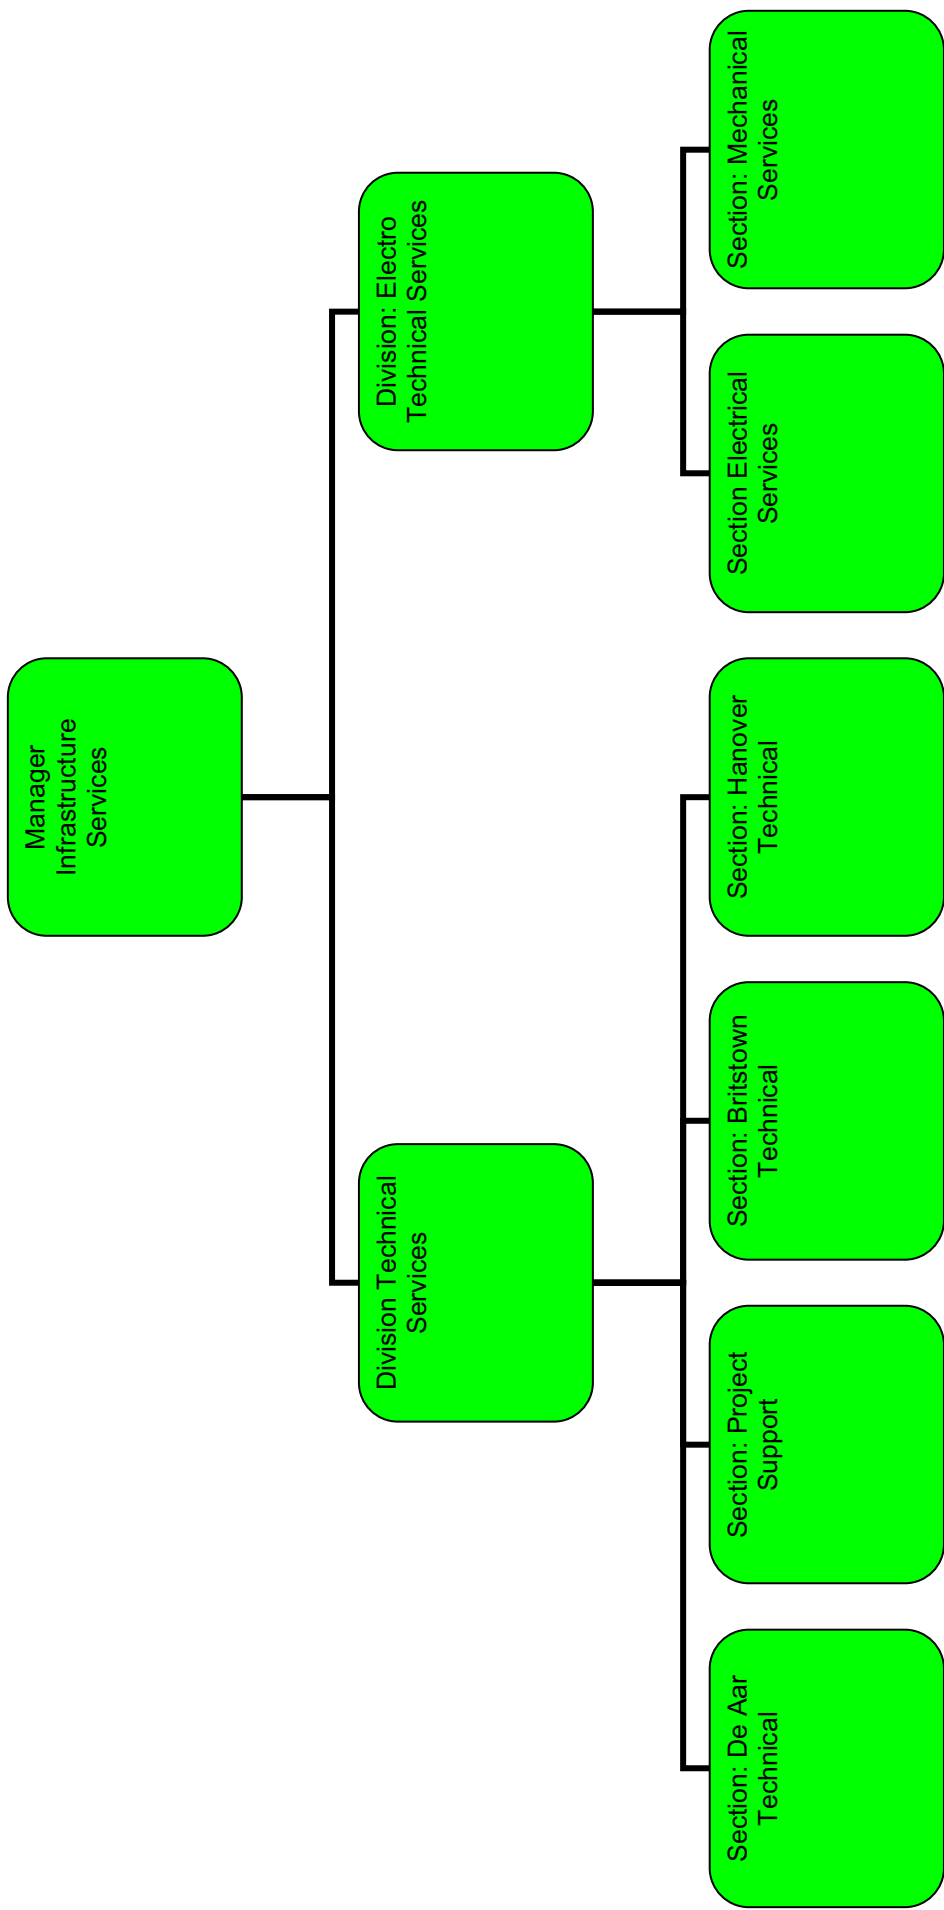 Manager
Infrastructure
Services
Division Technical
Services
Division: Electro
Technical Services
Section: De Aar
Technical
Section: Project
Support
Section: Britstown
Technical
Section: Hanover
Technical
Section Electrical
Services
Section: Mechanical
Services